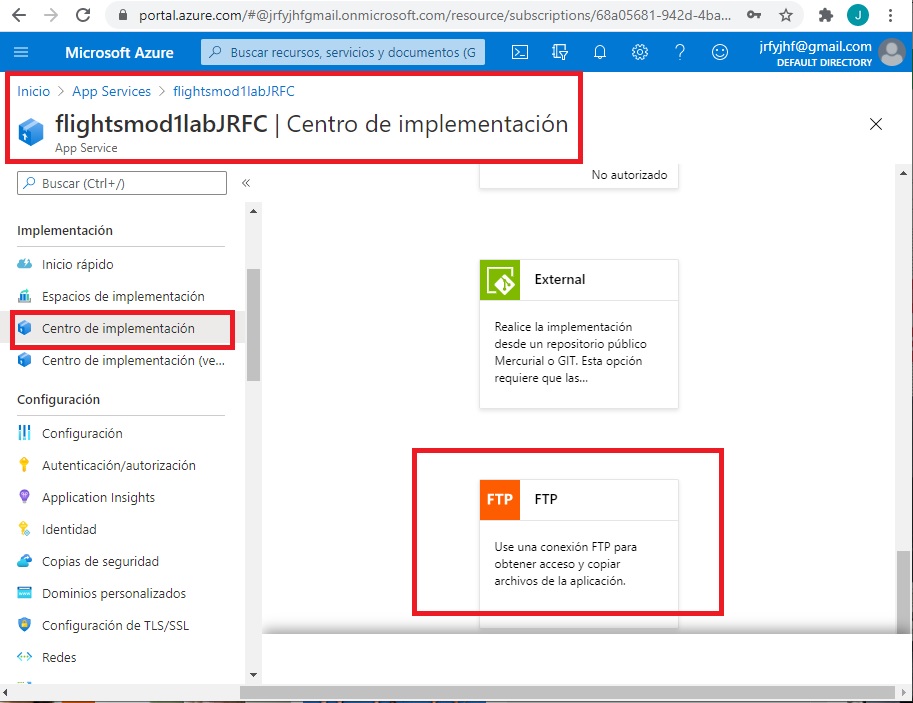 portal.azure.com/#@jrfyjhfgmail.onmicrosoft.com/resource/subscriptions/68a05681-942d-4ba...
J
Microsoft Azure
Buscar recursos, servicios y documentos (G
jrfyjhf@gmail.com
DEFAULT DIRECTORY
Inicio > App Services > flightsmod1labJRFC
flightsmod1labJRFC | Centro de implementación
App Service
Buscar (Ctrl+/)
«
Implementación
Inicio rápido
Espacios de implementación
Centro de implementación
Centro de implementación (ve...
Configuración
Configuración
Autenticación/autorización
Application Insights
Identidad
Copias de seguridad
Dominios personalizados
Configuración de TLS/SSL
Redes
No autorizado
External
Realice la implementación
desde un repositorio público
Mercurial o GIT. Esta opción
requiere que las...
FTP
FTP
Use una conexión FTP para
obtener acceso y copiar
archivos de la aplicación.